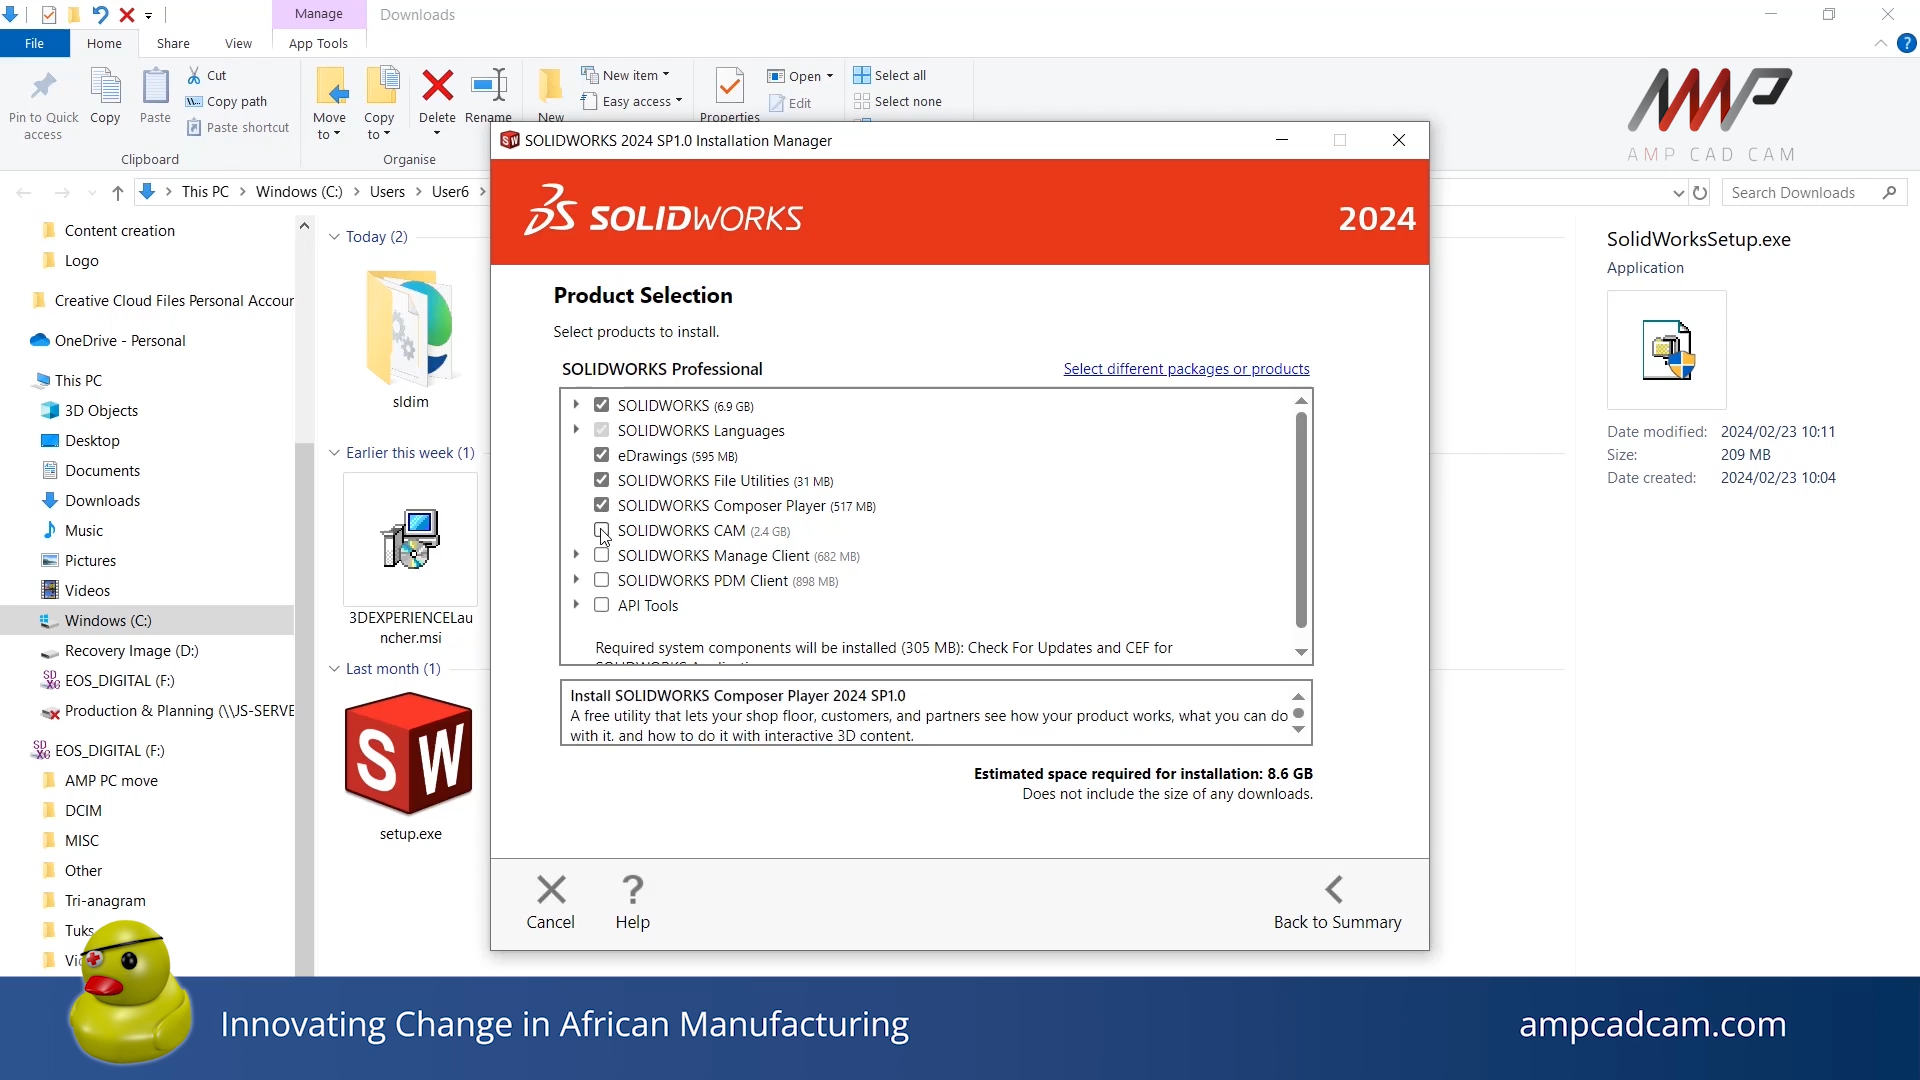 Manage
Downloads
File
Home
Share
View
App Tools
Pin to Quick
access
Copy
Paste
Cut
Copy path
Paste shortcut
Clipboard
Move
to
Copy
to
Delete
Rename
Organise
New
New item
Easy access
Properties
Open
Edit
Select all
Select none
AMP
AMP CAD CAM
This PC
Windows (C:)
Users
User6
Search Downloads
Content creation
Logo
Creative Cloud Files Personal Accour
OneDrive - Personal
This PC
3D Objects
Desktop
Documents
Downloads
Music
Pictures
Videos
Windows (C:)
Recovery Image (D:)
EOS_DIGITAL (F:)
Production & Planning (\\JS-SERVE
EOS_DIGITAL (F:)
AMP PC move
DCIM
MISC
Other
Tri-anagram
Tuks
Today (2)
sldim
Earlier this week (1)
3DEXPERIENCELau
ncher.msi
Last month (1)
SW
setup.exe
SOLIDWORKS 2024 SP1.0 Installation Manager
SOLIDWORKS
2024
Product Selection
Select products to install.
SOLIDWORKS Professional
Select different packages or products
SOLIDWORKS (6.9 GB)
SOLIDWORKS Languages
eDrawings (595 MB)
SOLIDWORKS File Utilities (31 MB)
SOLIDWORKS Composer Player (517 MB)
SOLIDWORKS CAM (2.4 GB)
SOLIDWORKS Manage Client (682 MB)
SOLIDWORKS PDM Client (898 MB)
API Tools
Required system components will be installed (305 MB): Check For Updates and CEF for
Install SOLIDWORKS Composer Player 2024 SP1.0
A free utility that lets your shop floor, customers, and partners see how your product works, what you can do
with it. and how to do it with interactive 3D content.
Estimated space required for installation: 8.6 GB
Does not include the size of any downloads.
Cancel
Help
Back to Summary
SolidWorksSetup.exe
Application
Date modified: 2024/02/23 10:11
Size: 209 MB
Date created: 2024/02/23 10:04
Innovating Change in African Manufacturing
ampcadcam.com